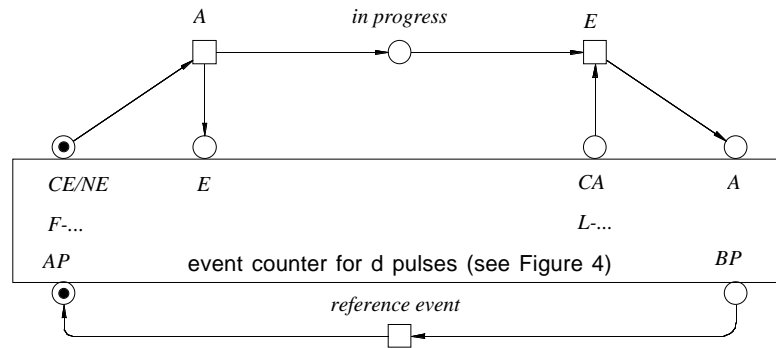 A
in progress
E
CE/NE
E
CA
A
F-...
L-...
AP
event counter for d pulses (see Figure 4)
BP
reference event